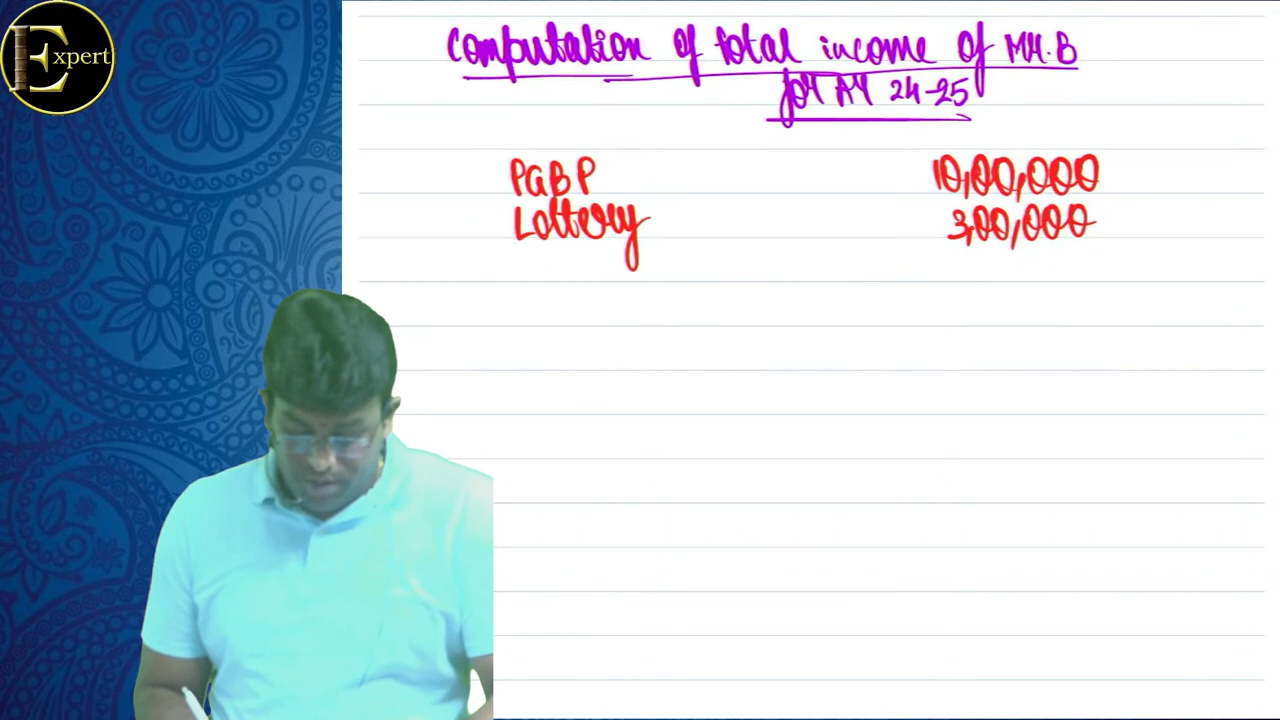 Expert
Computation of total income of Mr. B
for AY 24-25
PGBP 10,00,000
Lottery 3,00,000